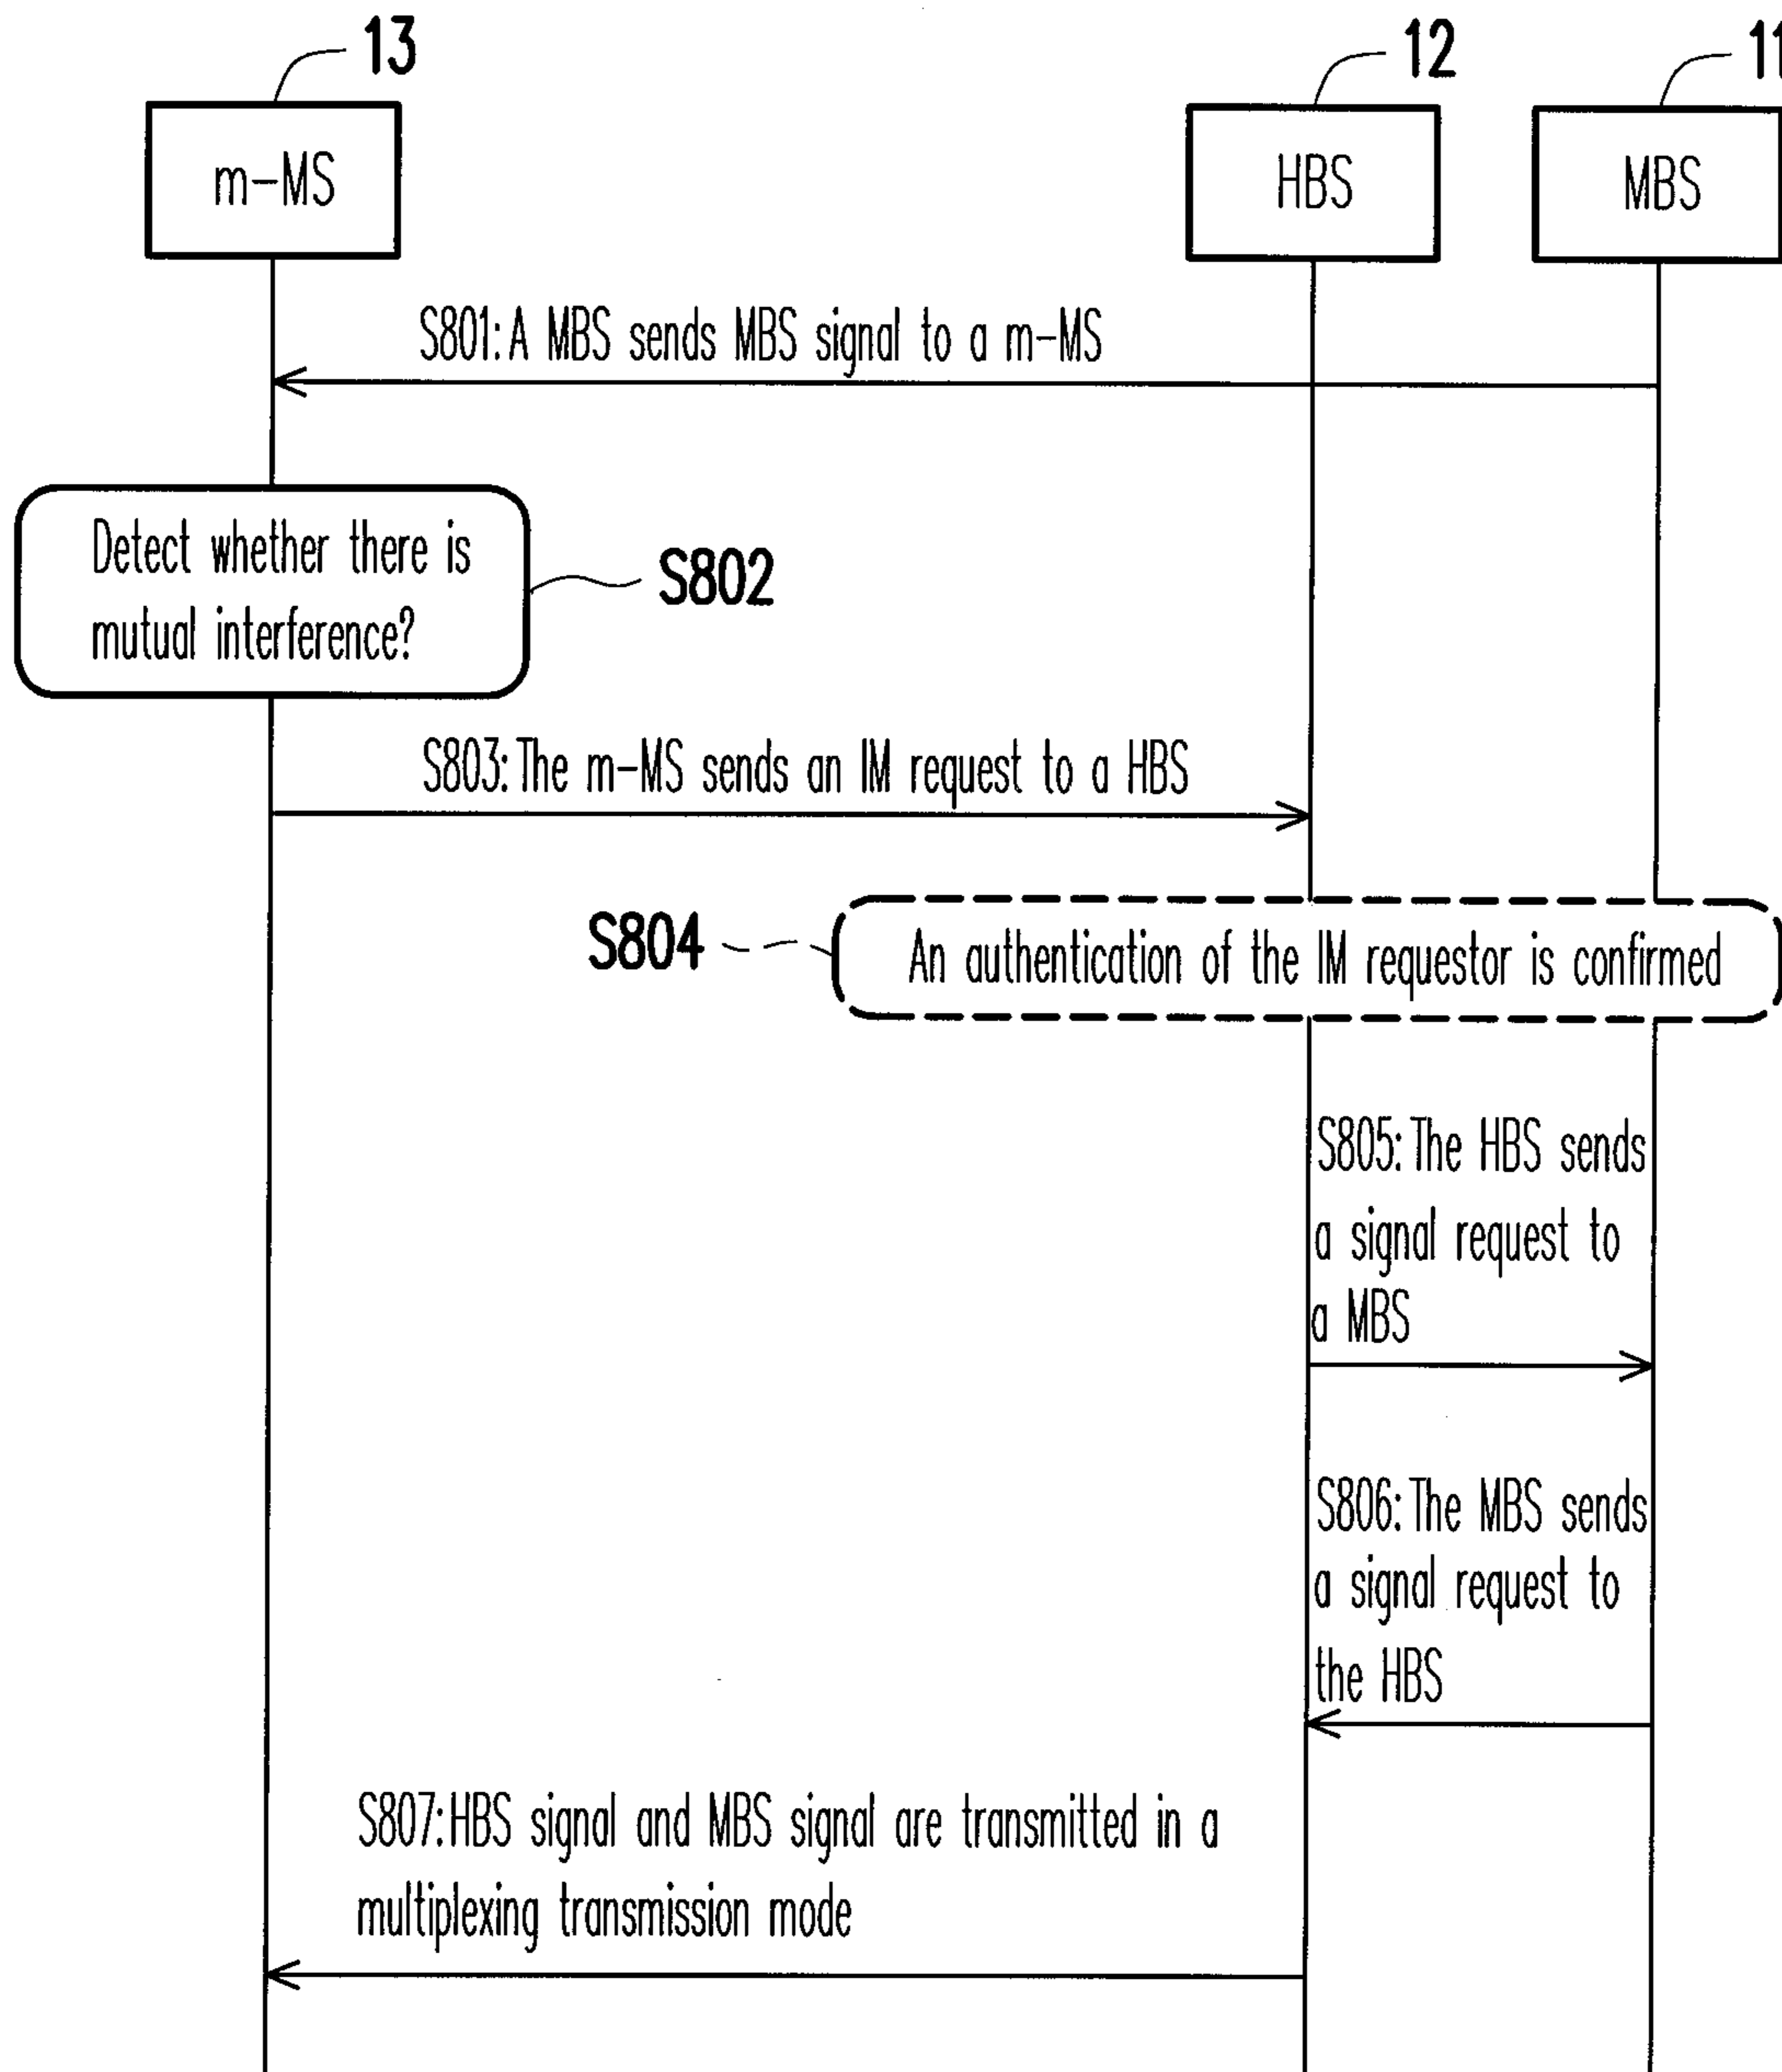 13
12
11
m-MS
HBS
MBS
S801: A MBS sends MBS signal to a m-MS
Detect whether there is
mutual interference?
S802
S803: The m-MS sends an IM request to a HBS
S804
An authentication of the IM requestor is confirmed
S805: The HBS sends
a signal request to
a MBS
S806: The MBS sends
a signal request to
the HBS
S807: HBS signal and MBS signal are transmitted in a
multiplexing transmission mode